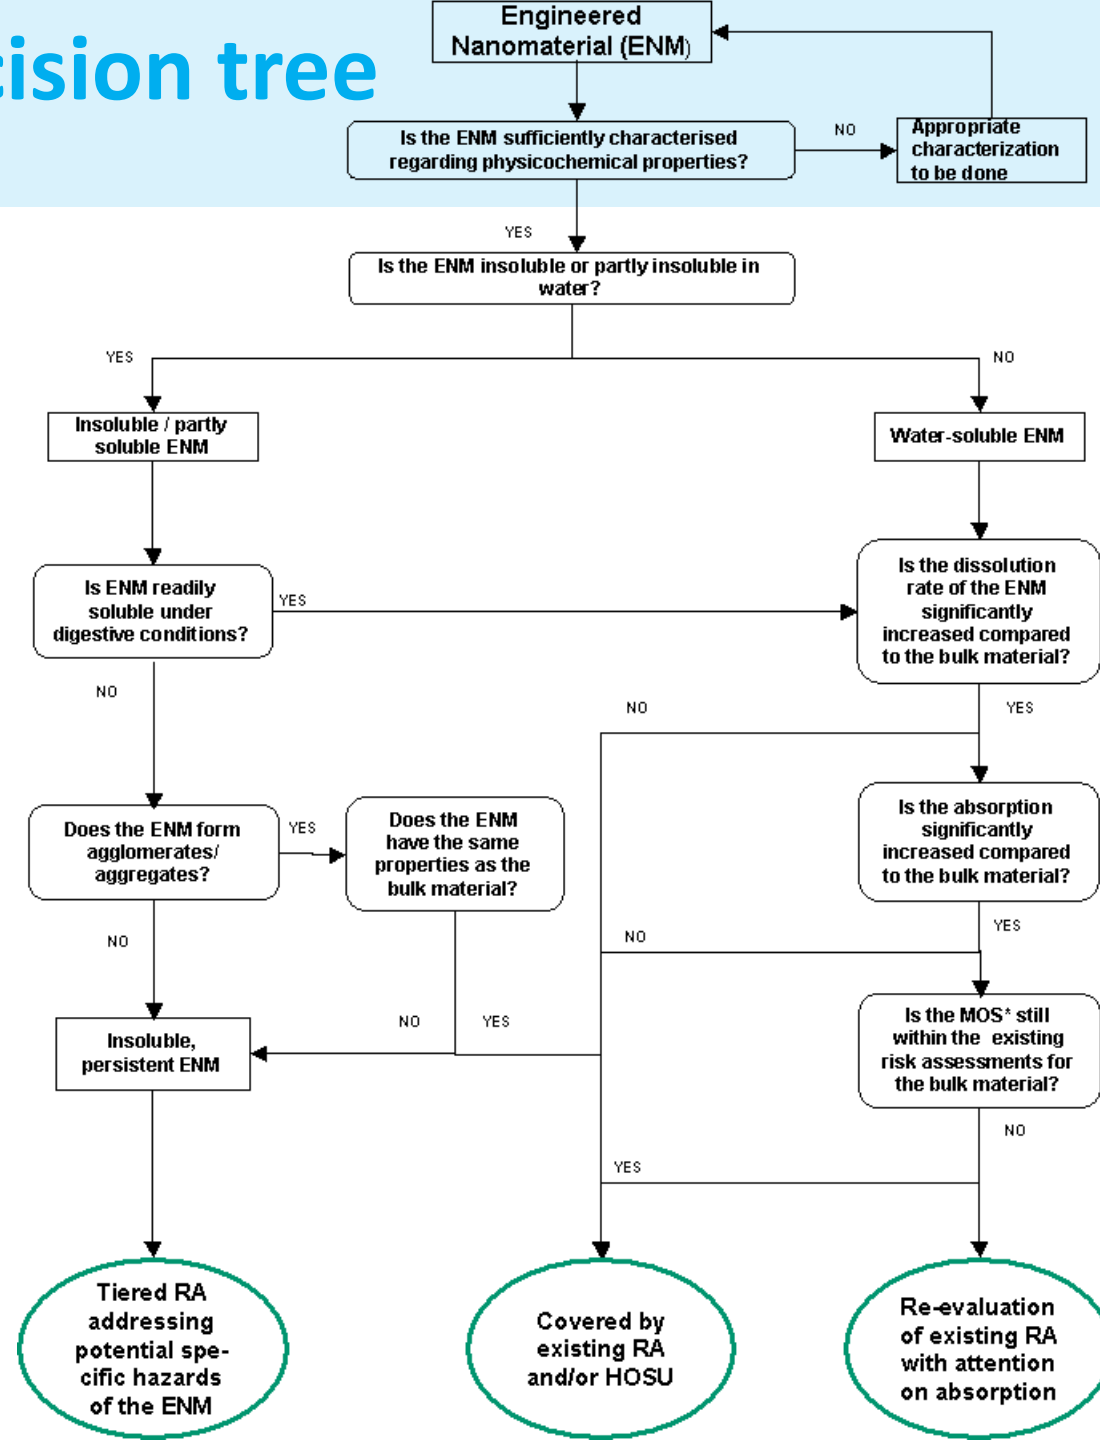 cision tree
Engineered
Nanomaterial (ENM)
Is the ENM sufficiently characterised
regarding physicochemical properties?
NO
Appropriate
characterization
to be done
YES
Is the ENM insoluble or partly insoluble in
water?
YES
NO
Insoluble / partly
soluble ENM
Water-soluble ENM
Is ENM readily
soluble under
digestive conditions?
YES
Is the dissolution
rate of the ENM
significantly
increased compared
to the bulk material?
NO
NO
YES
Does the ENM form
agglomerates/
aggregates?
YES
Does the ENM
have the same
properties as the
bulk material?
Is the absorption
significantly
increased compared
to the bulk material?
NO
NO
YES
Insoluble,
persistent ENM
NO
YES
Is the MOS* still
within the existing
risk assessments for
the bulk material?
NO
YES
Tiered RA
addressing
potential spe-
cific hazards
of the ENM
Covered by
existing RA
and/or HOSU
Re-evaluation
of existing RA
with attention
on absorption